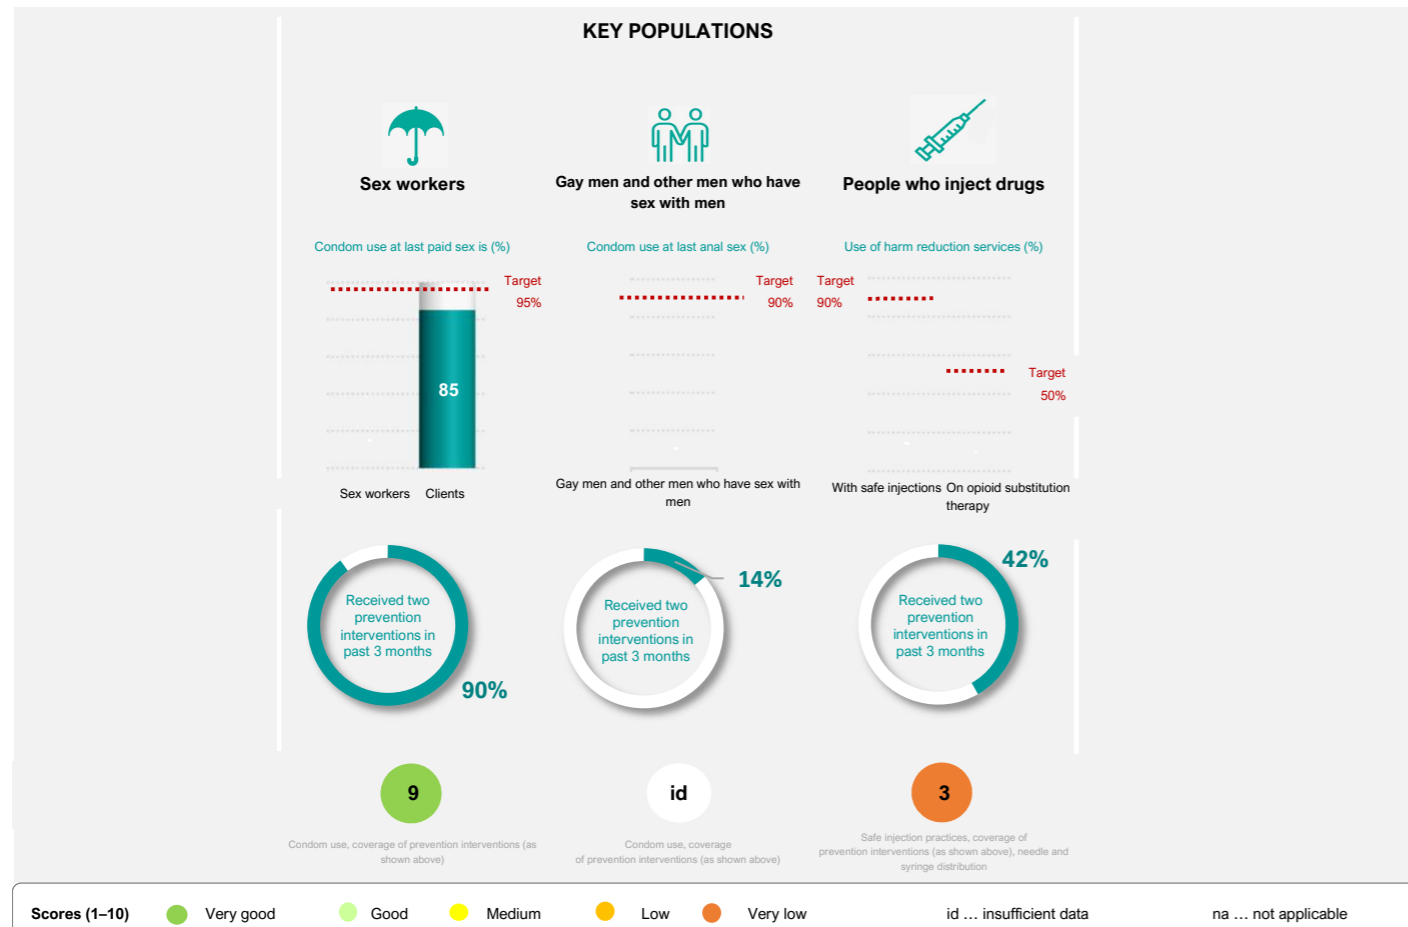 KEY POPULATIONS
Sex workers
Gay men and other men who have
sex with men
People who inject drugs
Condom use at last paid sex is (%)
Condom use at last anal sex (%)
Use of harm reduction services (%)
Target
95%
Target
90%
Target
90%
Target
50%
85
Sex workers
Clients
Gay men and other men who have sex with
men
With safe injections
On opioid substitution
therapy
Received two
prevention
interventions in
past 3 months
90%
Received two
prevention
interventions in
past 3 months
14%
Received two
prevention
interventions in
past 3 months
42%
9
id
3
Condom use, coverage of prevention interventions (as
shown above)
Condom use, coverage
of prevention interventions (as shown above)
Safe injection practices, coverage of
prevention interventions (as shown above), needle and
syringe distribution
Scores (1–10)
Very good
Good
Medium
Low
Very low
id … insufficient data
na … not applicable